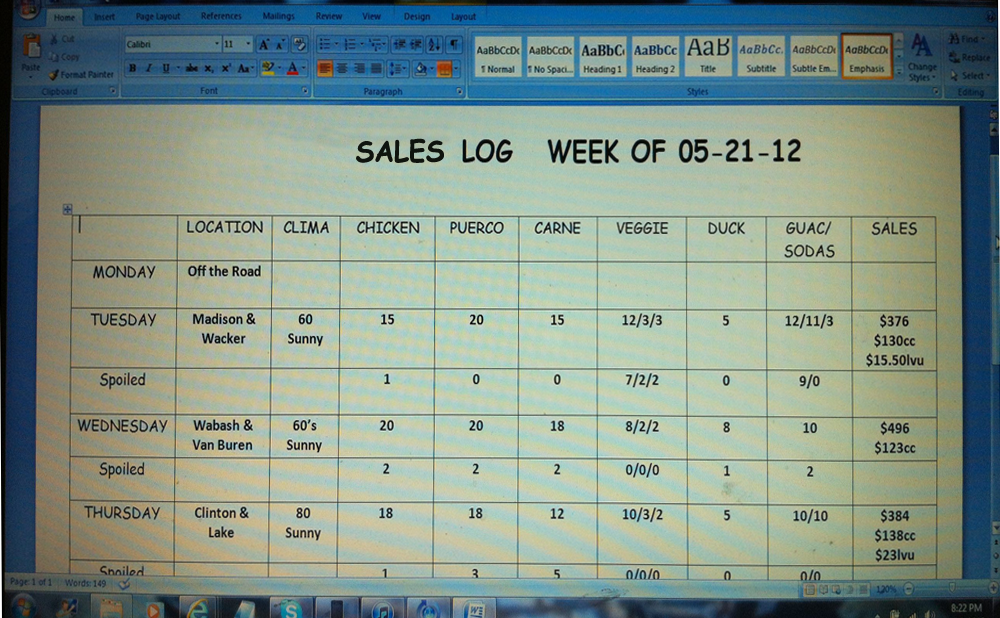 Home Insert Page Layout References Mailings Review View Design Layout
Cut
Copy
Format Painter
Paste
Calibri 11
AaBbCcDc AaBbCcDc AaBbC AaBbCc AaB AaBbCc. AaBbCcDc AaBbCcDc
¶ Normal ¶ No Spaci... Heading 1 Heading 2 Title Subtitle Subtle Em... Emphasis
Change
Styles
Find
Replace
Select
Clipboard Font Paragraph Styles Editing
SALES LOG WEEK OF 05-21-12
LOCATION CLIMA CHICKEN PUERCO CARNE VEGGIE DUCK GUAC/ SALES
SODAS
MONDAY Off the Road
TUESDAY Madison & 60 15 20 15 12/3/3 5 12/11/3 $376
Wacker Sunny $130cc
$15.50lvu
Spoiled 1 0 0 7/2/2 0 9/0
WEDNESDAY Wabash & 60's 20 20 18 8/2/2 8 10 $496
Van Buren Sunny $123cc
Spoiled 2 2 2 0/0/0 1 2
THURSDAY Clinton & 80 18 18 12 10/3/2 5 10/10 $384
Lake Sunny $138cc
$23lvu
Spoiled 1 3 5 0/0/0 0 0/0
Page: 1 of 1 Words: 149 120%
8:22 PM